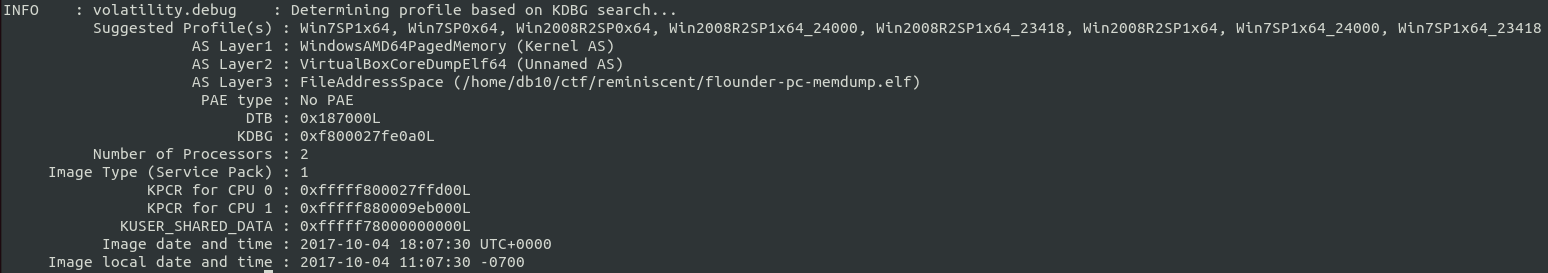 INFO    : volatility.debug    : Determining profile based on KDBG search...
          Suggested Profile(s) : Win7SP1x64, Win7SP0x64, Win2008R2SP0x64, Win2008R2SP1x64_24000, Win2008R2SP1x64_23418, Win2008R2SP1x64, Win7SP1x64_24000, Win7SP1x64_23418
                     AS Layer1 : WindowsAMD64PagedMemory (Kernel AS)
                     AS Layer2 : VirtualBoxCoreDumpElf64 (Unnamed AS)
                     AS Layer3 : FileAddressSpace (/home/db10/ctf/reminiscent/flounder-pc-memdump.elf)
                      PAE type : No PAE
                           DTB : 0x187000L
                          KDBG : 0xf800027fe0a0L
          Number of Processors : 2
     Image Type (Service Pack) : 1
                KPCR for CPU 0 : 0xfffff800027ffd00L
                KPCR for CPU 1 : 0xfffff880009eb000L
             KUSER_SHARED_DATA : 0xfffff78000000000L
           Image date and time : 2017-10-04 18:07:30 UTC+0000
     Image local date and time : 2017-10-04 11:07:30 -0700